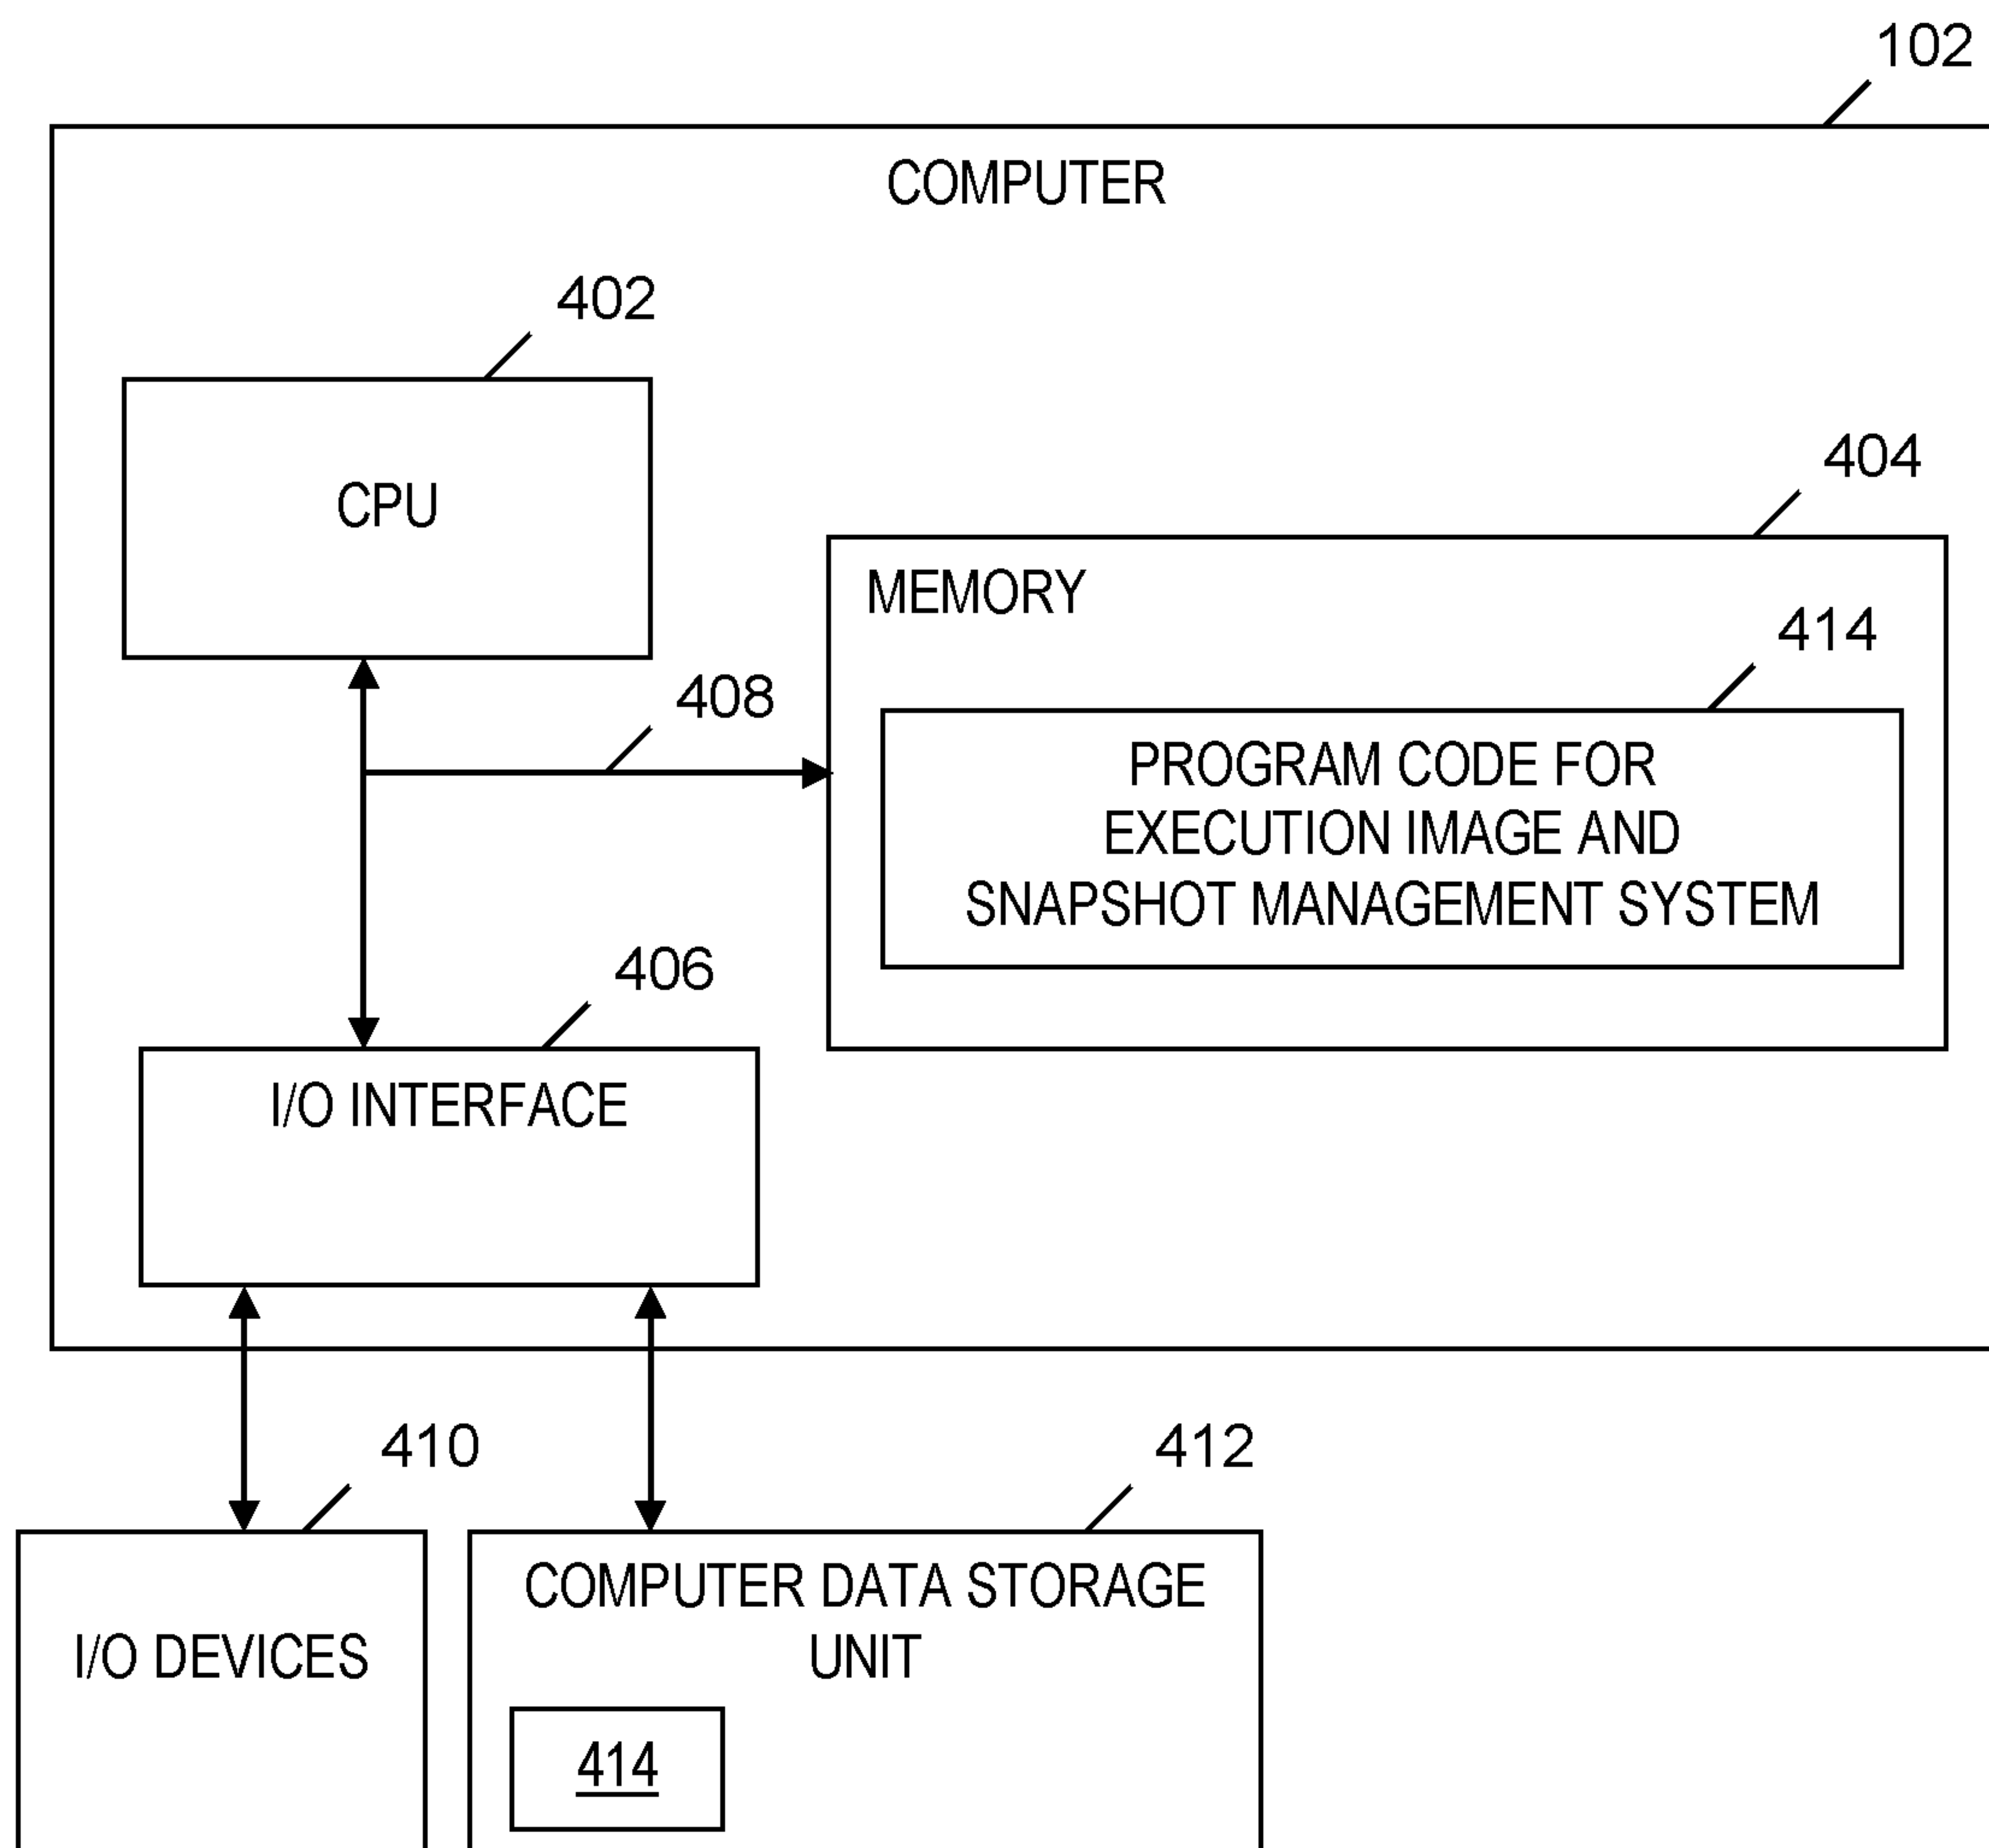 102
COMPUTER
402
CPU
404
MEMORY
414
408
PROGRAM CODE FOR
EXECUTION IMAGE AND
SNAPSHOT MANAGEMENT SYSTEM
406
I/O INTERFACE
410
412
I/O DEVICES
COMPUTER DATA STORAGE
UNIT
414